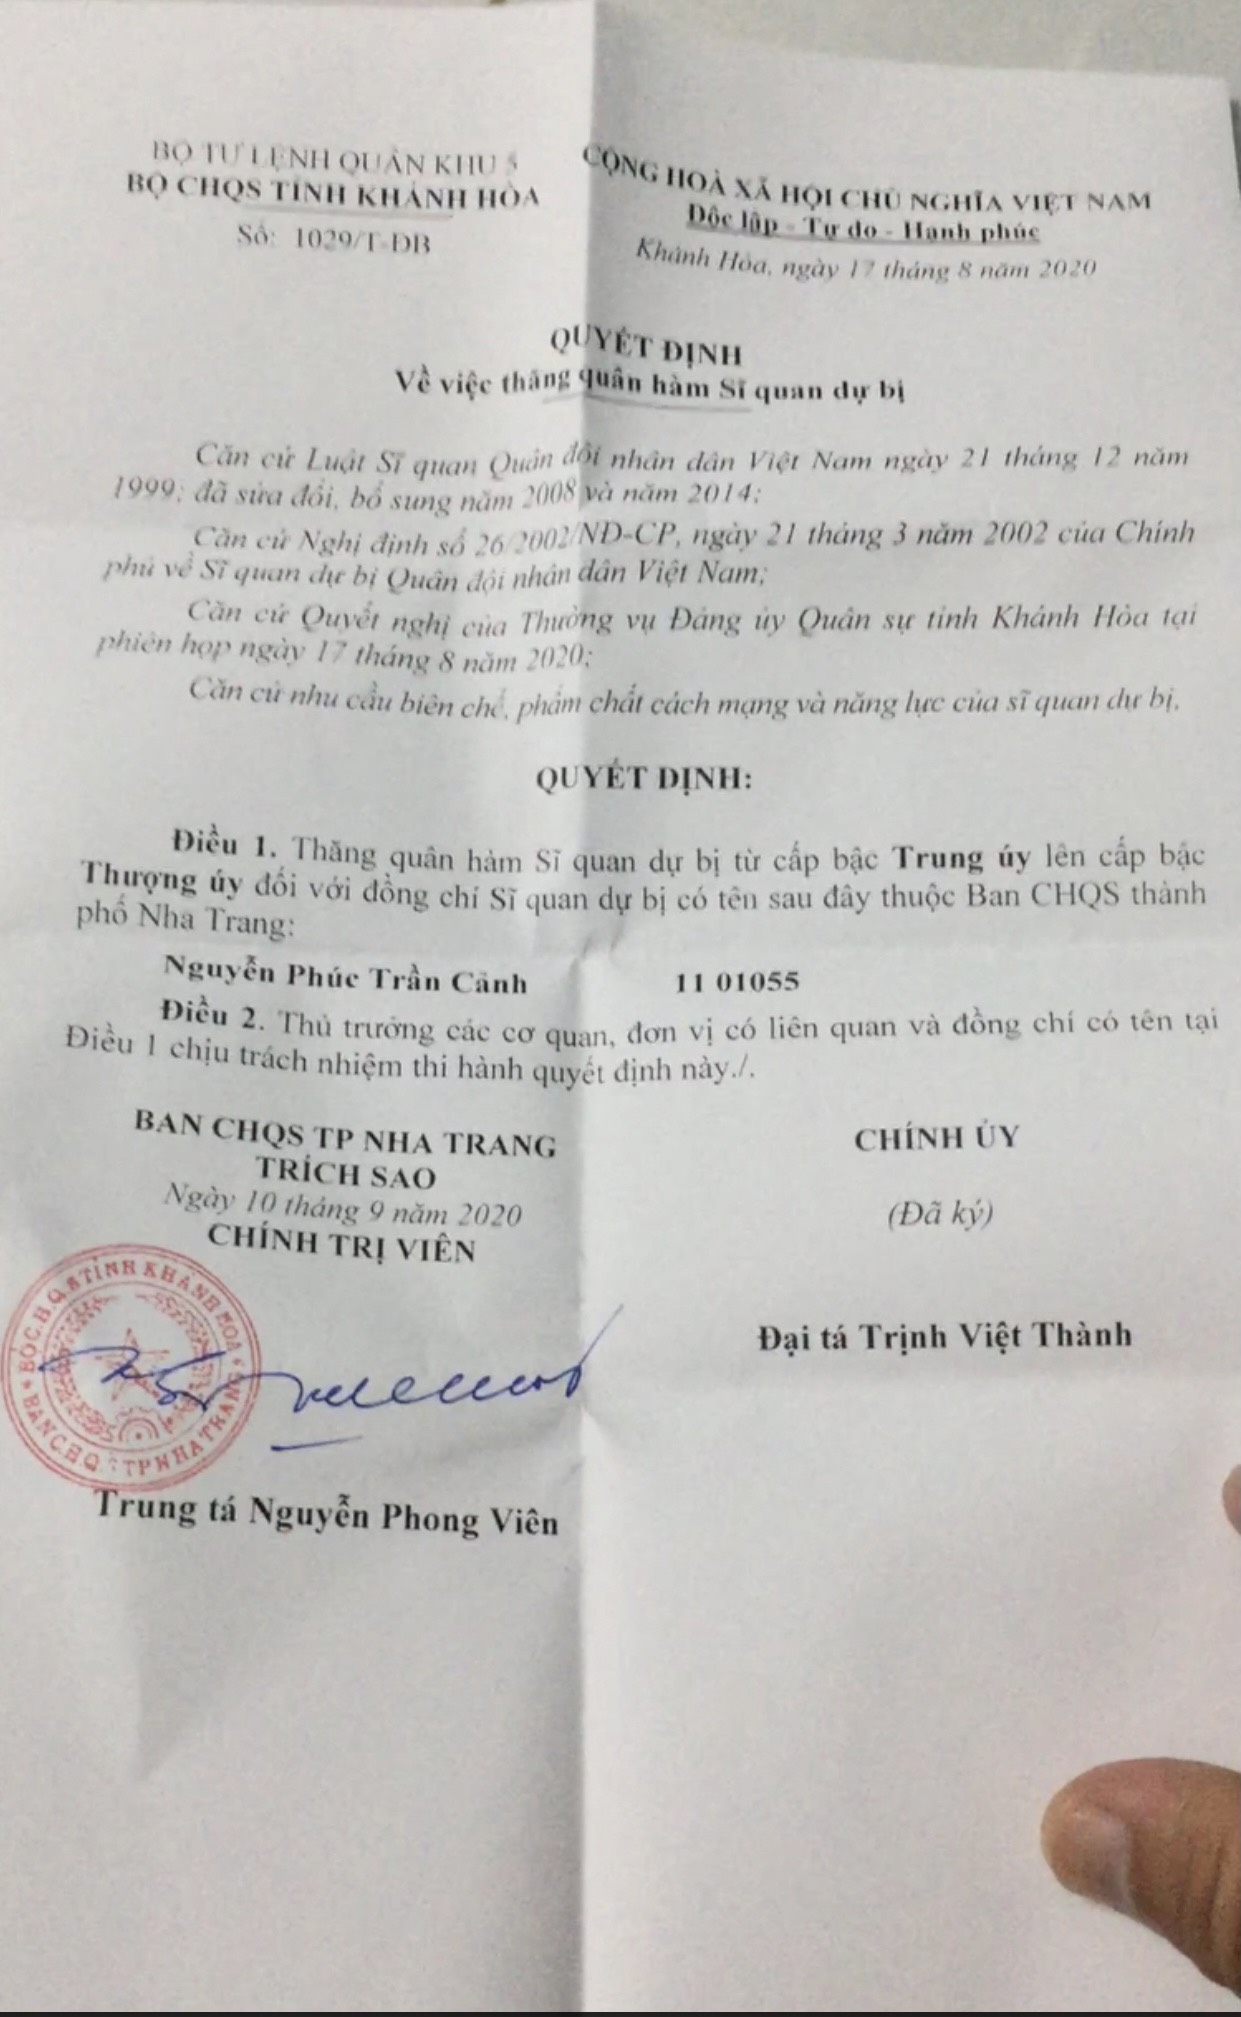 BỘ TƯ LỆNH QUÂN KHU 5
BỘ CHQS TỈNH KHÁNH HÒA
Số: 1029/T-ĐB
CỘNG HOÀ XÃ HỘI CHỦ NGHĨA VIỆT NAM
Độc lập - Tự do - Hạnh phúc
Khánh Hòa, ngày 17 tháng 8 năm 2020
QUYẾT ĐỊNH
Về việc thăng quân hàm Sĩ quan dự bị
Căn cứ Luật Sĩ quan Quân đội nhân dân Việt Nam ngày 21 tháng 12 năm
1999; đã sửa đổi, bổ sung năm 2008 và năm 2014;
Căn cứ Nghị định số 26/2002/NĐ-CP, ngày 21 tháng 3 năm 2002 của Chính
phủ về Sĩ quan dự bị Quân đội nhân dân Việt Nam;
Căn cứ Quyết nghị của Thường vụ Đảng ủy Quân sự tỉnh Khánh Hòa tại
phiên họp ngày 17 tháng 8 năm 2020;
Căn cứ nhu cầu biên chế, phẩm chất cách mạng và năng lực của sĩ quan dự bị,
QUYẾT ĐỊNH:
Điều 1. Thăng quân hàm Sĩ quan dự bị từ cấp bậc Trung úy lên cấp bậc
Thượng úy đối với đồng chí Sĩ quan dự bị có tên sau đây thuộc Ban CHQS thành
phố Nha Trang:
Nguyễn Phúc Trần Cảnh 11 01055
Điều 2. Thủ trưởng các cơ quan, đơn vị có liên quan và đồng chí có tên tại
Điều 1 chịu trách nhiệm thi hành quyết định này./.
BAN CHQS TP NHA TRANG
TRÍCH SAO
Ngày 10 tháng 9 năm 2020
CHÍNH TRỊ VIÊN
BỘ C.H.Q.S TỈNH KHÁNH HÒA
BAN C.H.Q.S TP NHA TRANG
Trung tá Nguyễn Phong Viên
CHÍNH ỦY
(Đã ký)
Đại tá Trịnh Việt Thành